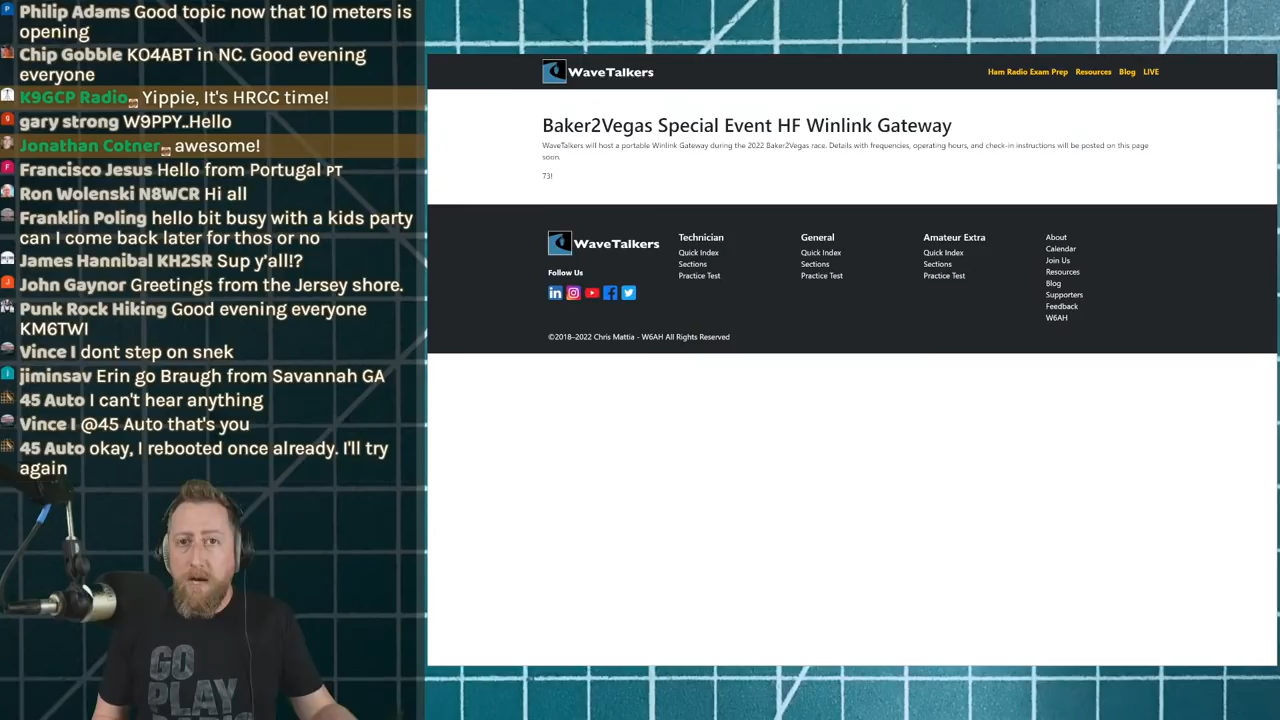 Philip Adams Good topic now that 10 meters is
opening
Chip Gobble KO4ABT in NC. Good evening
everyone
K9GCP Radio Yippie, It's HRCC time!
gary strong W9PPY..Hello
Jonathan Cotner awesome!
Francisco Jesus Hello from Portugal PT
Ron Wolenski N8WCR Hi all
Franklin Poling hello bit busy with a kids party
can I come back later for thos or no
James Hannibal KH2SR Sup y'all!?
John Gaynor Greetings from the Jersey shore.
Punk Rock Hiking Good evening everyone
KM6TWI
Vince I dont step on snek
jiminsav Erin go Braugh from Savannah GA
45 Auto I can't hear anything
Vince I @45 Auto that's you
45 Auto okay, I rebooted once already. I'll try
again
GO
PLAY
WaveTalkers
Ham Radio Exam Prep Resources Blog LIVE
Baker2Vegas Special Event HF Winlink Gateway
WaveTalkers will host a portable Winlink Gateway during the 2022 Baker2Vegas race. Details with frequencies, operating hours, and check-in instructions will be posted on this page
soon.
73!
WaveTalkers
Follow Us
Technician
Quick Index
Sections
Practice Test
General
Quick Index
Sections
Practice Test
Amateur Extra
Quick Index
Sections
Practice Test
About
Calendar
Join Us
Resources
Blog
Supporters
Feedback
W6AH
©2018–2022 Chris Mattia - W6AH All Rights Reserved